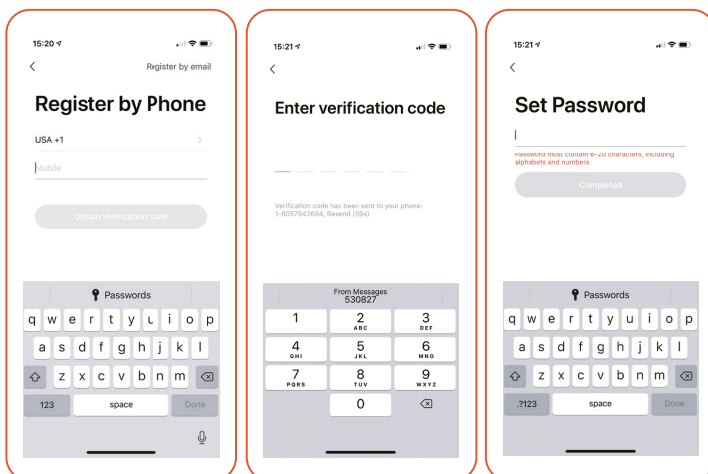 15:20
Register by email
Register by Phone
USA +1
Mobile
Obtain verification code
Passwords
q w e r t y u i o p
a s d f g h j k l
z x c v b n m
123 space Done
15:21
Enter verification code
Verification code has been sent to your phone:
1-8057942694, Resend (59s)
From Messages
530827
1 2 3
ABC DEF
4 5 6
GHI JKL MNO
7 8 9
PQRS TUV WXYZ
0
15:21
Set Password
Password must contain 6-20 characters, including
alphabets and numbers
Completed
Passwords
q w e r t y u i o p
a s d f g h j k l
z x c v b n m
.?123 space Done